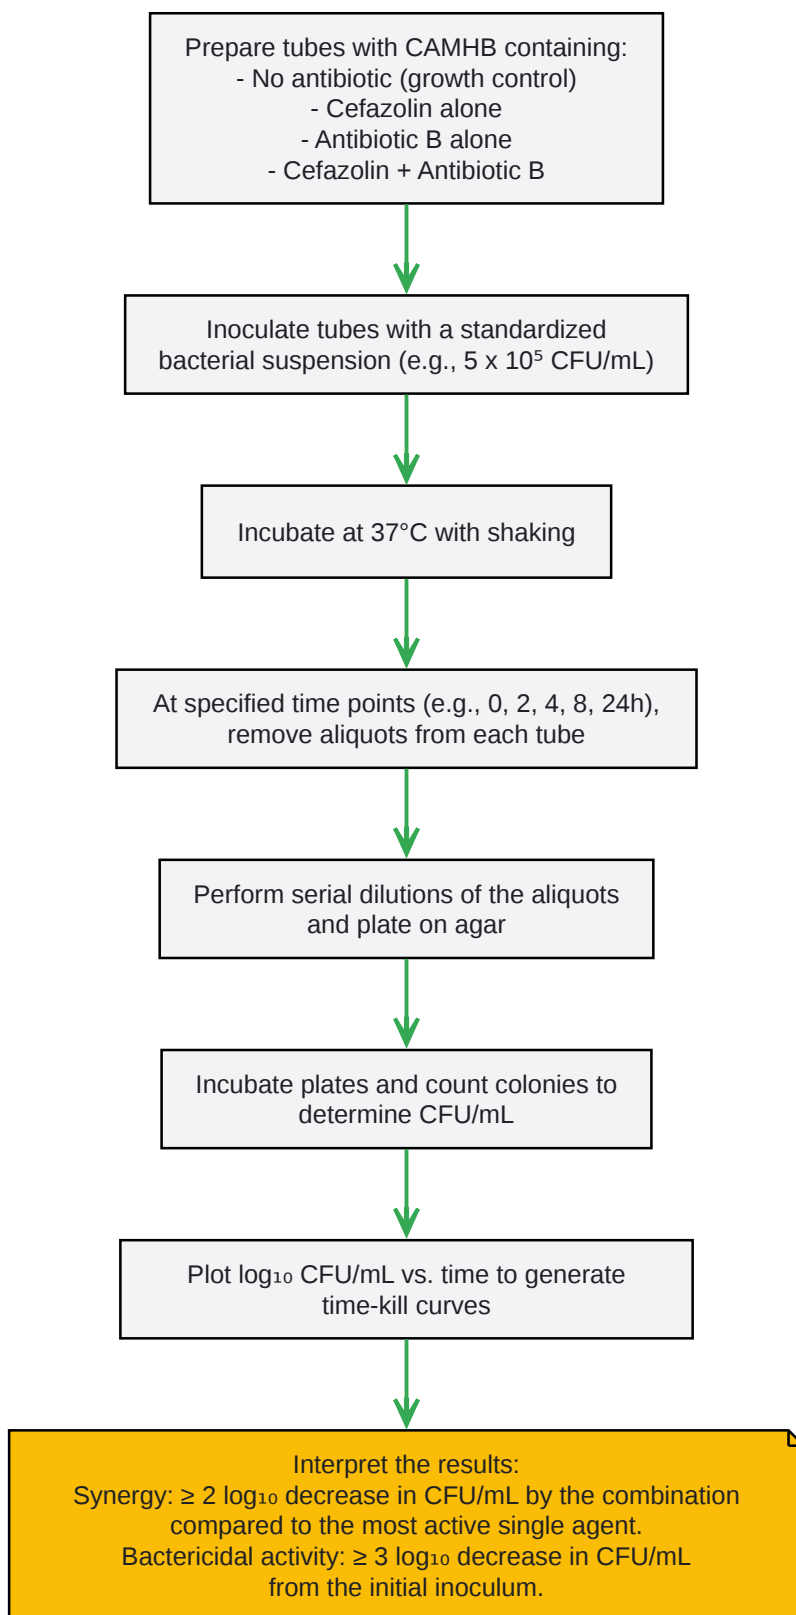 Prepare tubes with CAMHB containing:
- No antibiotic (growth control)
- Cefazolin alone
- Antibiotic B alone
- Cefazolin + Antibiotic B
Inoculate tubes with a standardized
bacterial suspension (e.g., 5 x 10⁵ CFU/mL)
Incubate at 37°C with shaking
At specified time points (e.g., 0, 2, 4, 8, 24h),
remove aliquots from each tube
Perform serial dilutions of the aliquots
and plate on agar
Incubate plates and count colonies to
determine CFU/mL
Plot log₁₀ CFU/mL vs. time to generate
time-kill curves
Interpret the results:
Synergy: ≥ 2 log₁₀ decrease in CFU/mL by the combination
compared to the most active single agent.
Bactericidal activity: ≥ 3 log₁₀ decrease in CFU/mL
from the initial inoculum.